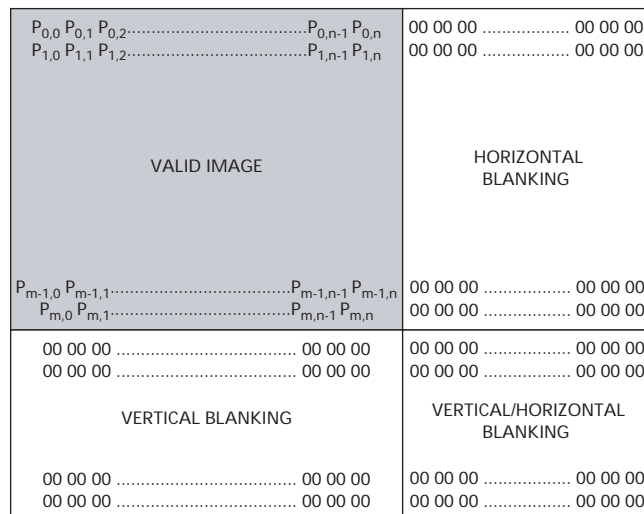 P0,0 P0,1 P0,2.....................................P0,n-1 P0,n 00 00 00 .................. 00 00 00
P1,0 P1,1 P1,2.....................................P1,n-1 P1,n 00 00 00 .................. 00 00 00
VALID IMAGE
HORIZONTAL
BLANKING
Pm-1,0 Pm-1,1.....................................Pm-1,n-1 Pm-1,n 00 00 00 .................. 00 00 00
Pm,0 Pm,1.....................................Pm,n-1 Pm,n 00 00 00 .................. 00 00 00
00 00 00 ..................................... 00 00 00 00 00 00 .................. 00 00 00
00 00 00 ..................................... 00 00 00 00 00 00 .................. 00 00 00
VERTICAL BLANKING
VERTICAL/HORIZONTAL
BLANKING
00 00 00 ..................................... 00 00 00 00 00 00 .................. 00 00 00
00 00 00 ..................................... 00 00 00 00 00 00 .................. 00 00 00